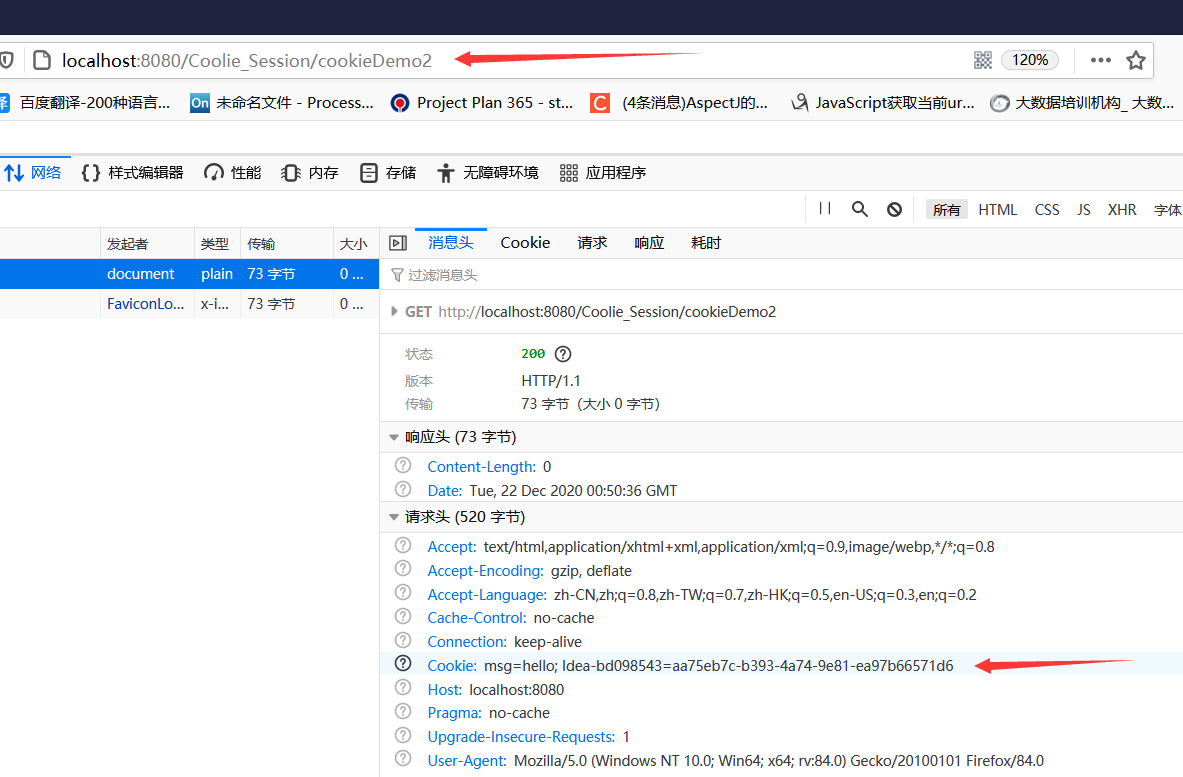 localhost:8080/Coolie_Session/cookieDemo2 120%
百度翻译-200种语言... On 未命名文件 - Process... Project Plan 365 - st... C (4条消息)AspectJ的... JavaScript获取当前ur... 大数据培训机构_ 大数...
网络 {} 样式编辑器 性能 内存 存储 无障碍环境 应用程序
所有 HTML CSS JS XHR 字体
发起者 类型 传输 大小 消息头 Cookie 请求 响应 耗时
document plain 73 字节 0 ... 过滤消息头
FaviconLo... x-i... 73 字节 0 ... GET http://localhost:8080/Coolie_Session/cookieDemo2
状态 200
版本 HTTP/1.1
传输 73 字节（大小 0 字节）
响应头 (73 字节)
Content-Length: 0
Date: Tue, 22 Dec 2020 00:50:36 GMT
请求头 (520 字节)
Accept: text/html,application/xhtml+xml,application/xml;q=0.9,image/webp,*/*;q=0.8
Accept-Encoding: gzip, deflate
Accept-Language: zh-CN,zh;q=0.8,zh-TW;q=0.7,zh-HK;q=0.5,en-US;q=0.3,en;q=0.2
Cache-Control: no-cache
Connection: keep-alive
Cookie: msg=hello; Idea-bd098543=aa75eb7c-b393-4a74-9e81-ea97b66571d6
Host: localhost:8080
Pragma: no-cache
Upgrade-Insecure-Requests: 1
User-Agent: Mozilla/5.0 (Windows NT 10.0; Win64; x64; rv:84.0) Gecko/20100101 Firefox/84.0